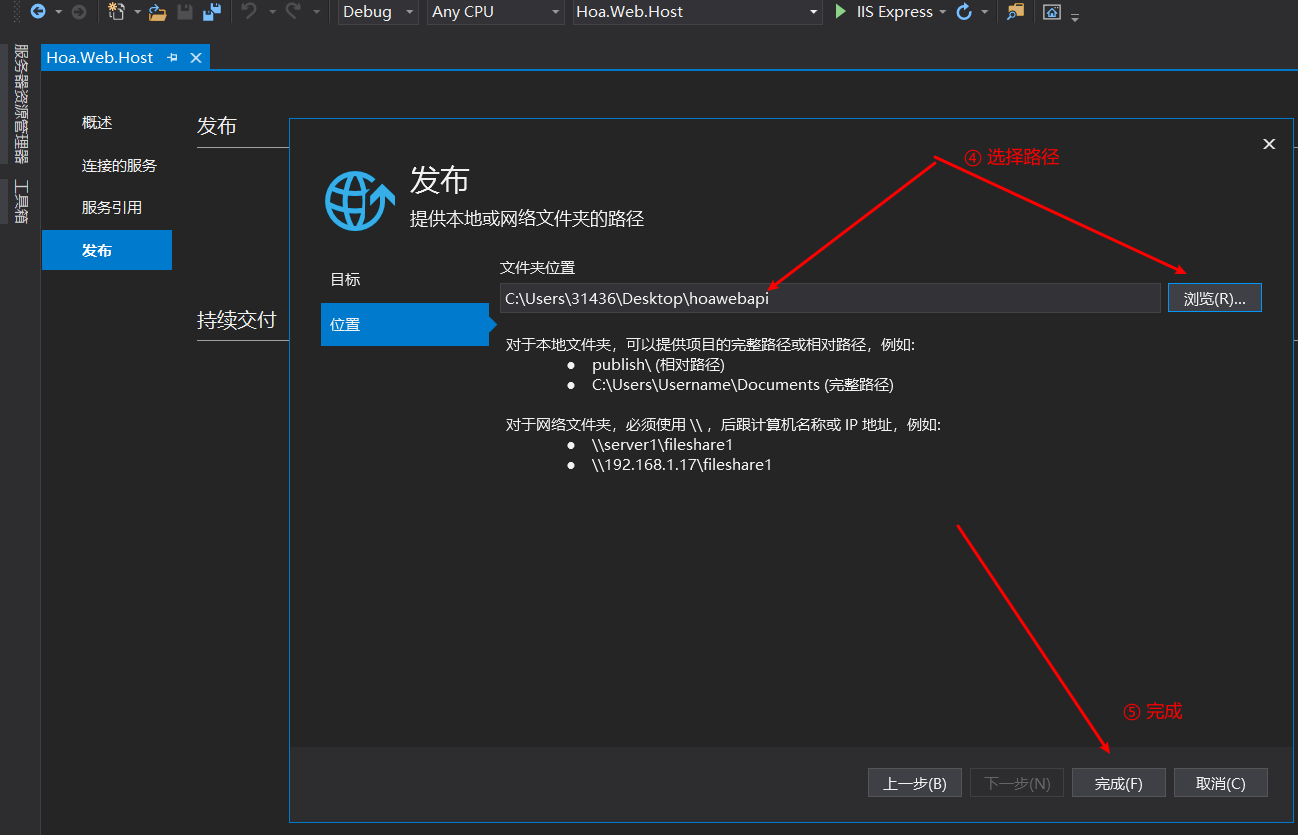 Debug Any CPU Hoa.Web.Host IIS Express
服务器资源管理器
工具箱
Hoa.Web.Host
概述
连接的服务
服务引用
发布
发布
持续交付
发布
提供本地或网络文件夹的路径
④ 选择路径
目标
位置
文件夹位置
C:\Users\31436\Desktop\hoawebapi 浏览(R)...
对于本地文件夹，可以提供项目的完整路径或相对路径，例如:
● publish\ (相对路径)
● C:\Users\Username\Documents (完整路径)
对于网络文件夹，必须使用 \\ ，后跟计算机名称或 IP 地址，例如:
● \\server1\fileshare1
● \\192.168.1.17\fileshare1
⑤ 完成
上一步(B) 下一步(N) 完成(F) 取消(C)